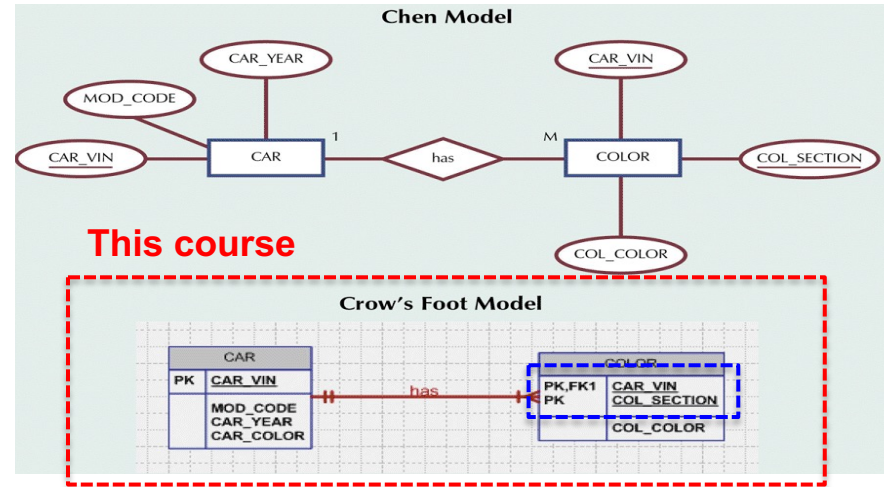 Chen Model
CAR_YEAR
CAR_VIN
MOD_CODE
1
M
CAR_VIN
CAR
has
COLOR
COL_SECTION
COL_COLOR
This course
Crow's Foot Model
CAR
COLOR
PK CAR_VIN
has
PK,FK1 CAR_VIN
PK COL_SECTION
MOD_CODE
CAR_YEAR
CAR_COLOR
COL_COLOR